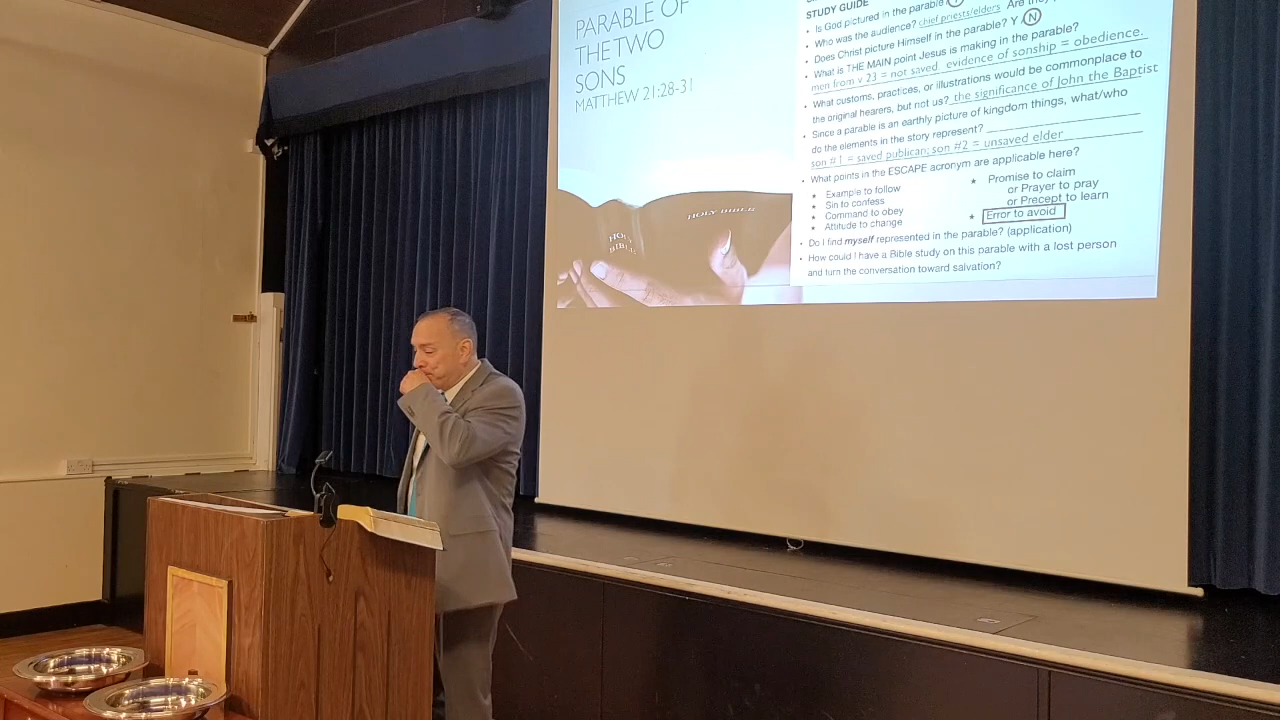 PARABLE OF
THE TWO
SONS
MATTHEW 21:28-31
HOLY BIBLE
HOLY
BIBLE
STUDY GUIDE
• Is God pictured in the parable Y Are they
• Who was the audience? chief priests/elders
• Does Christ picture Himself in the parable? Y N
• What is THE MAIN point Jesus is making in the parable?
men from v 23 = not saved evidence of sonship = obedience.
• What customs, practices, or illustrations would be commonplace to
the original hearers, but not us? the significance of John the Baptist
• Since a parable is an earthly picture of kingdom things, what/who
do the elements in the story represent?
son #1 = saved publican; son #2 = unsaved elder
• What points in the ESCAPE acronym are applicable here?
★ Example to follow
★ Sin to confess
★ Command to obey
★ Attitude to change
★ Promise to claim
or Prayer to pray
or Precept to learn
★ Error to avoid
• Do I find myself represented in the parable? (application)
• How could I have a Bible study on this parable with a lost person
and turn the conversation toward salvation?